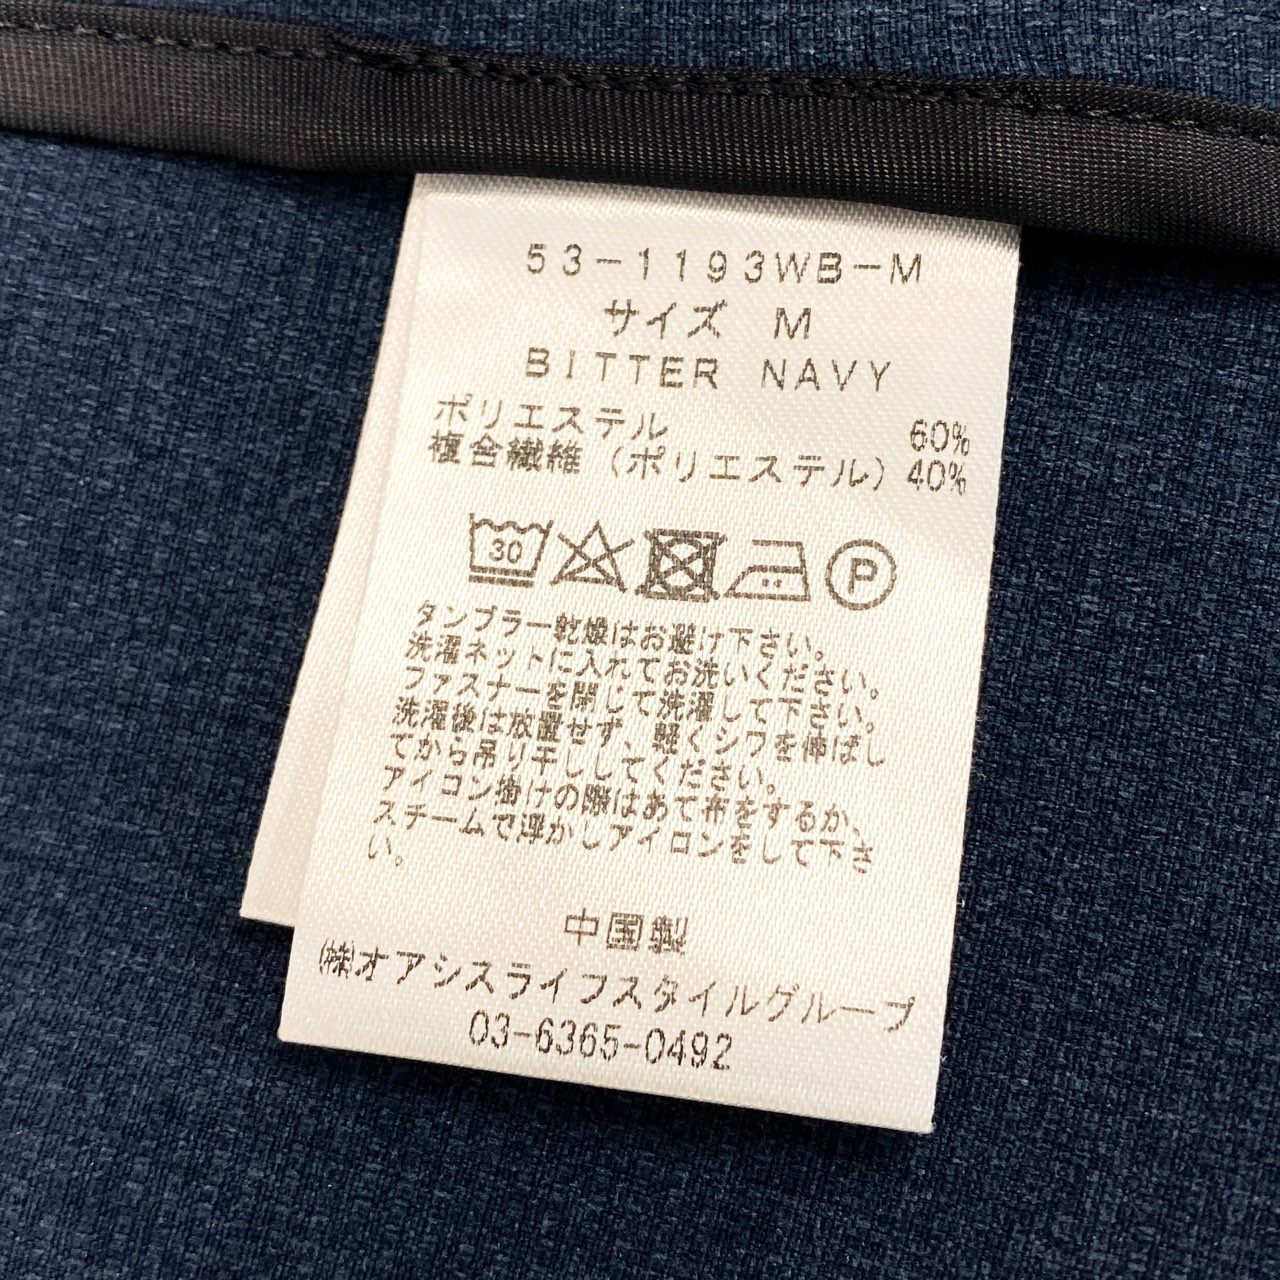 53-1193WB-M
サイズ M
BITTER NAVY
ポリエステル 60%
複合繊維(ポリエステル) 40%
30 P
タンブラー乾燥はお避け下さい。
洗濯ネットに入れてお洗いください。
ファスナーを閉じて洗濯して下さい。
洗濯後は放置せず、軽くシワを伸ばし
てから吊り干ししてください。
アイロン掛けの際はあて布をするか、
スチームで浮かしアイロンをして下さ
い。
中国製
㈱オアシスライフスタイルグループ
03-6365-0492